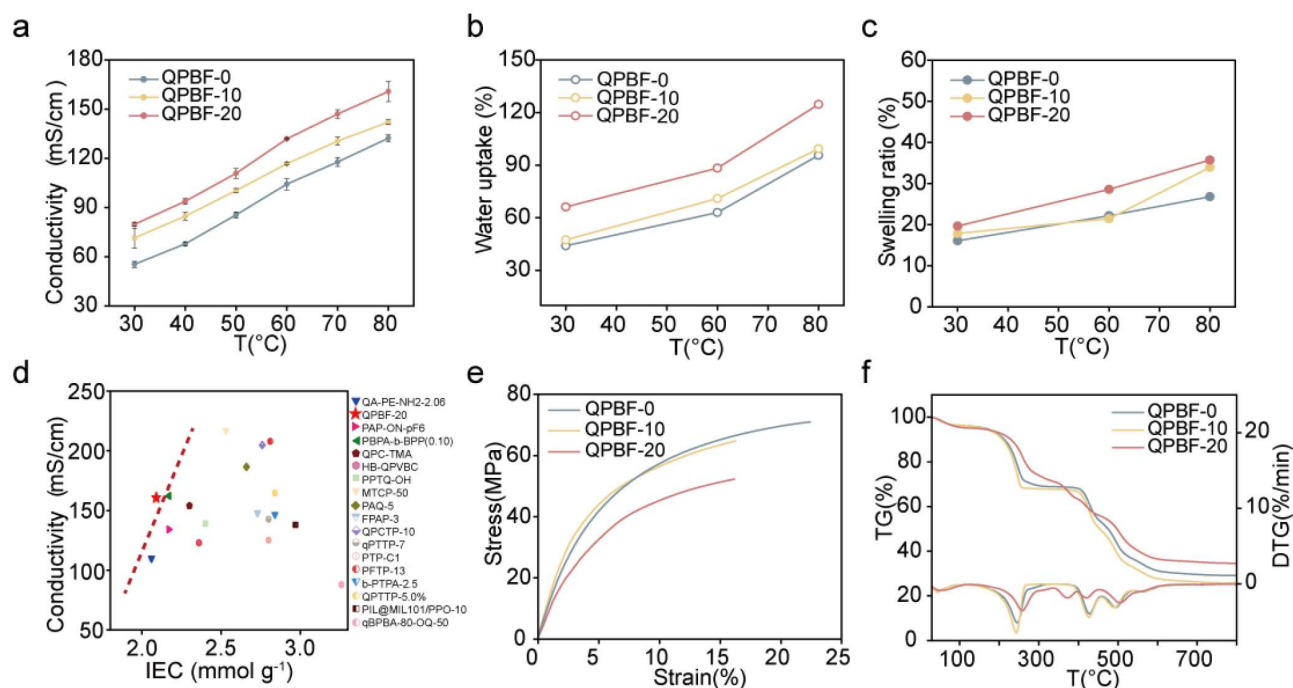 a
Conductivity (mS/cm)
180
150
120
90
60
30
QPBF-0
QPBF-10
QPBF-20
30 40 50 60 70 80
T(°C)
b
Water uptake (%)
150
120
90
60
30
QPBF-0
QPBF-10
QPBF-20
30 40 50 60 70 80
T(°C)
c
Swelling ratio (%)
60
50
40
30
20
10
0
QPBF-0
QPBF-10
QPBF-20
30 40 50 60 70 80
T(°C)
d
Conductivity (mS/cm)
250
200
150
100
50
2.0 2.5 3.0
IEC (mmol g⁻¹)
QA-PE-NH2-2.06
QPBF-20
PAP-ON-pF6
PBPA-b-BPP(0.10)
QPC-TMA
HB-QPVBC
PPTQ-OH
MTCP-50
PAQ-5
FPAP-3
QPCTP-10
qPTTP-7
PTP-C1
PFTP-13
b-PTPA-2.5
QPTTP-5.0%
PIL@MIL101/PPO-10
qBPBA-80-OQ-50
e
Stress(MPa)
80
60
40
20
0
QPBF-0
QPBF-10
QPBF-20
0 5 10 15 20 25
Strain(%)
f
TG(%)
100
80
60
40
20
0
QPBF-0
QPBF-10
QPBF-20
20
10
0
DTG(%/min)
100 300 500 700
T(°C)